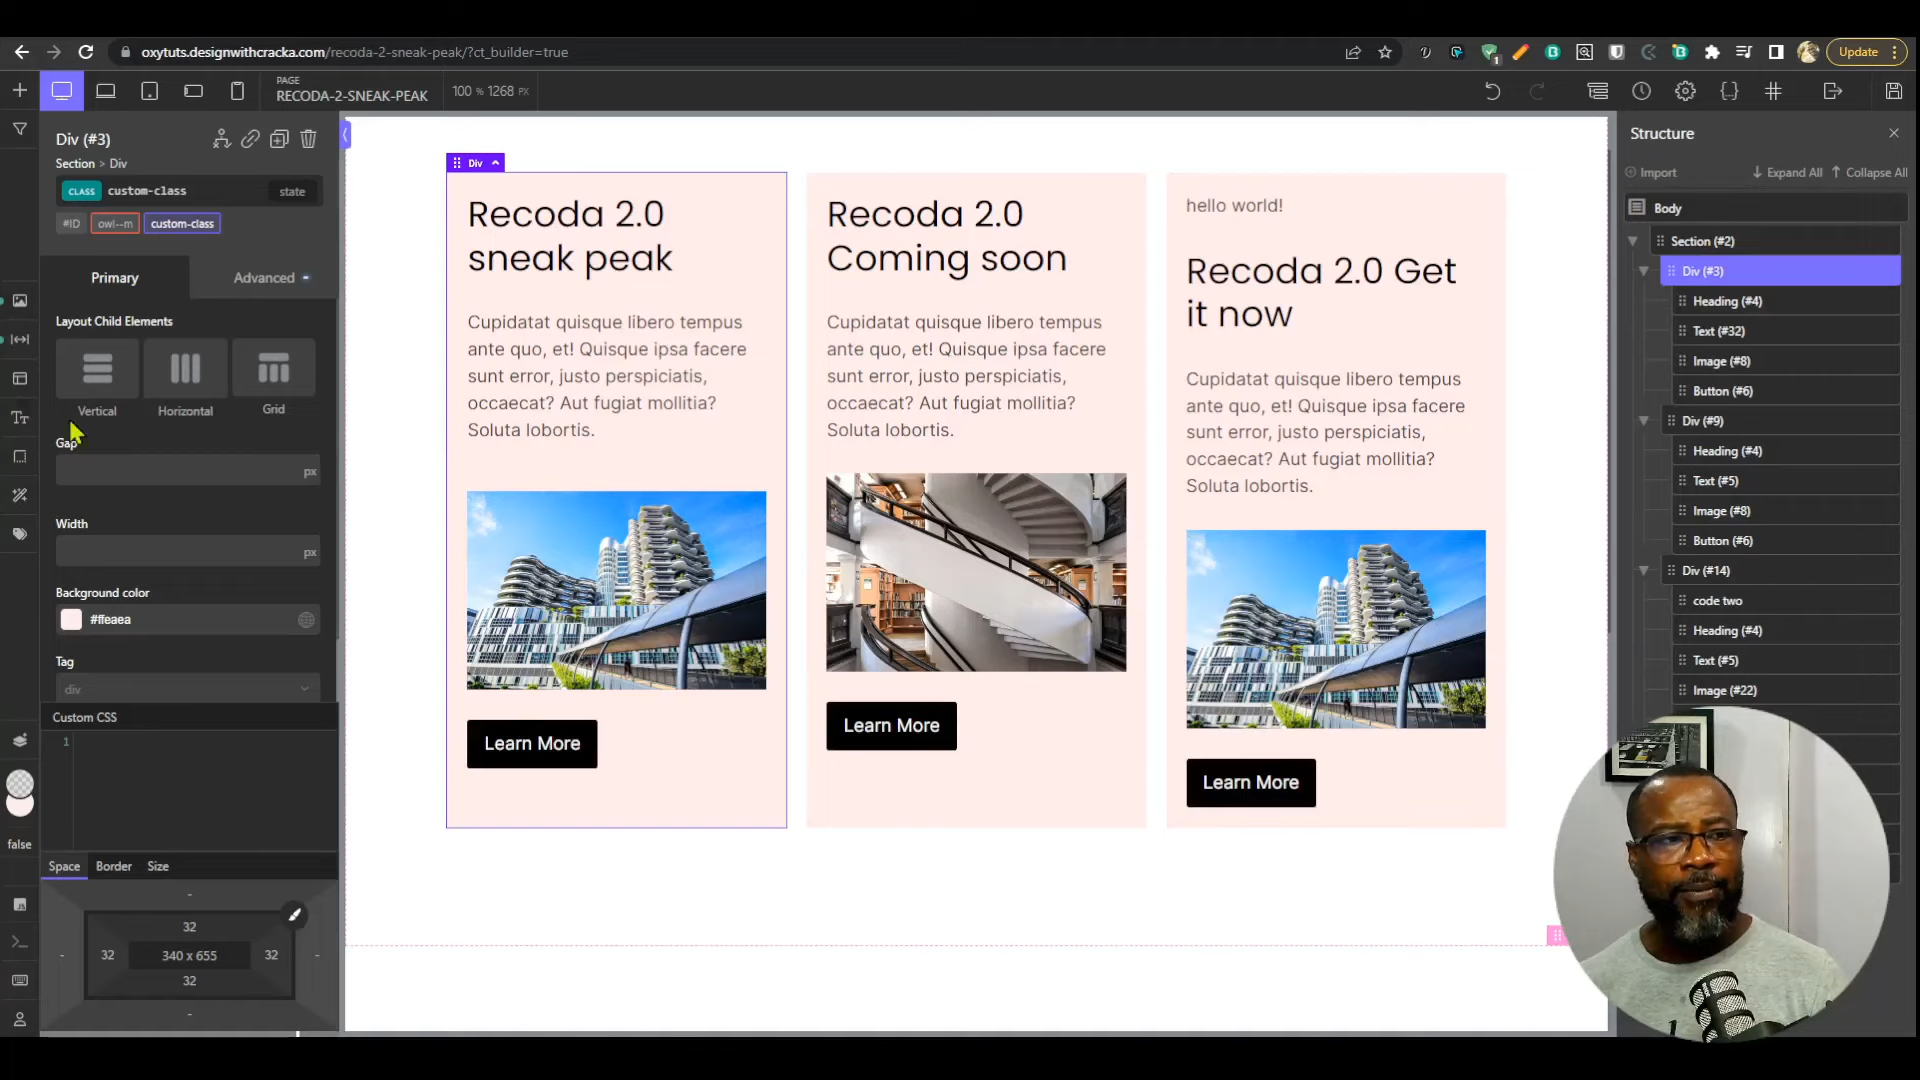 oxytuts.designwithcracka.com/recoda-2-sneak-peak/?ct_builder=true
Update
PAGE
RECODA-2-SNEAK-PEAK
100 % 1268 PX
Div (#3)
Section > Div
CLASS custom-class state
#ID owl--m custom-class
Primary Advanced
Layout Child Elements
Vertical Horizontal Grid
Gap
px
Width
px
Background color
#ffeaea
Tag
div
Custom CSS
1
false
Space Border Size
-
32
- 32 340 x 655 32 -
32
-
Div
Recoda 2.0
sneak peak
Cupidatat quisque libero tempus
ante quo, et! Quisque ipsa facere
sunt error, justo perspiciatis,
occaecat? Aut fugiat mollitia?
Soluta lobortis.
Learn More
Recoda 2.0
Coming soon
Cupidatat quisque libero tempus
ante quo, et! Quisque ipsa facere
sunt error, justo perspiciatis,
occaecat? Aut fugiat mollitia?
Soluta lobortis.
Learn More
hello world!
Recoda 2.0 Get
it now
Cupidatat quisque libero tempus
ante quo, et! Quisque ipsa facere
sunt error, justo perspiciatis,
occaecat? Aut fugiat mollitia?
Soluta lobortis.
Learn More
Structure
Import Expand All Collapse All
Body
Section (#2)
Div (#3)
Heading (#4)
Text (#32)
Image (#8)
Button (#6)
Div (#9)
Heading (#4)
Text (#5)
Image (#8)
Button (#6)
Div (#14)
code two
Heading (#4)
Text (#5)
Image (#22)